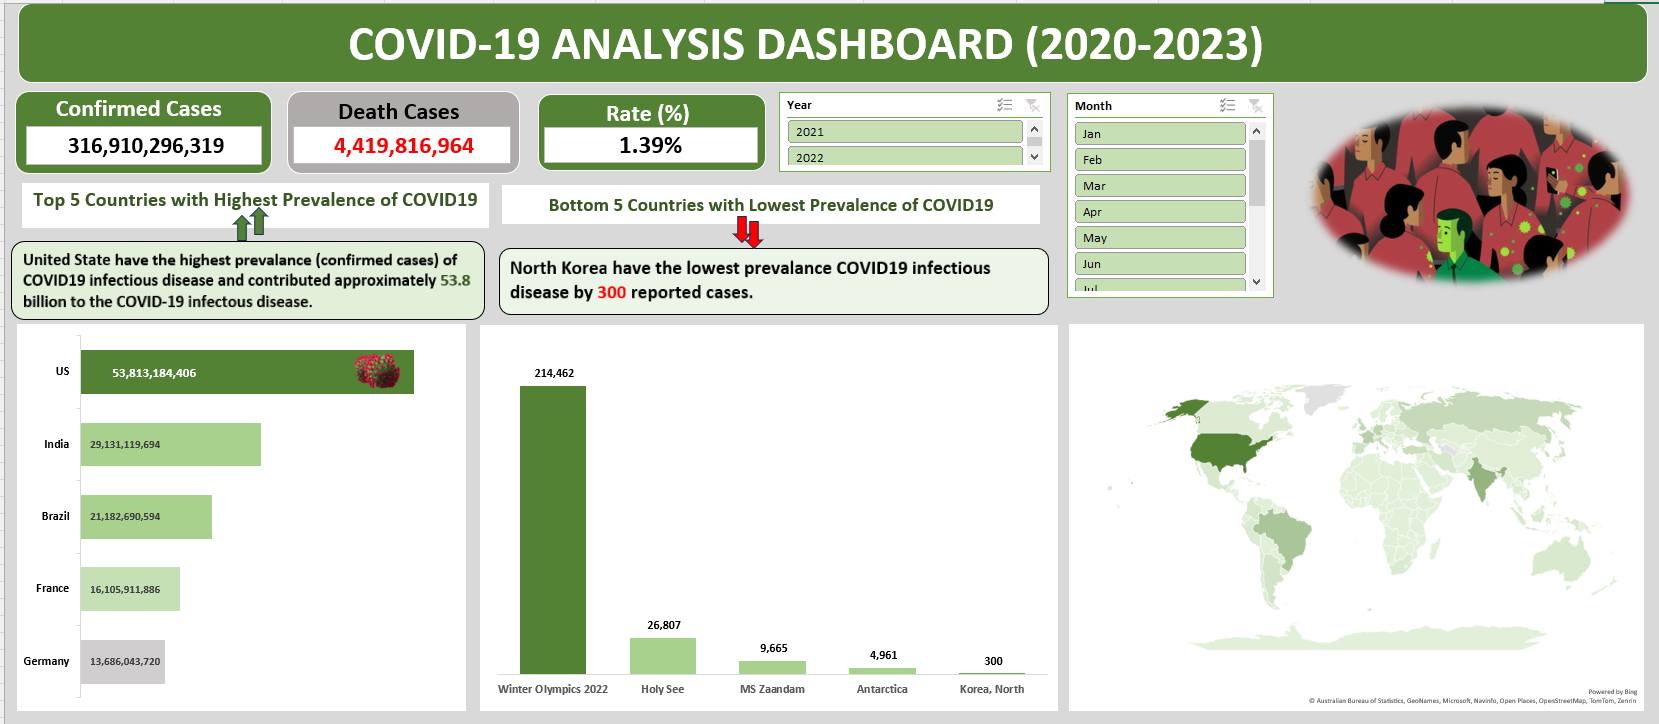 COVID-19 ANALYSIS DASHBOARD (2020-2023)
Confirmed Cases
316,910,296,319
Death Cases
4,419,816,964
Rate (%)
1.39%
Year
2021
2022
Month
Jan
Feb
Mar
Apr
May
Jun
Jul
Top 5 Countries with Highest Prevalence of COVID19
United State have the highest prevalance (confirmed cases) of
COVID19 infectious disease and contributed approximately 53.8
billion to the COVID-19 infectous disease.
Bottom 5 Countries with Lowest Prevalence of COVID19
North Korea have the lowest prevalance COVID19 infectious
disease by 300 reported cases.
US
53,813,184,406
India
29,131,119,694
Brazil
21,182,690,594
France
16,105,911,886
Germany
13,686,043,720
214,462
26,807
9,665
4,961
300
Winter Olympics 2022
Holy See
MS Zaandam
Antarctica
Korea, North
Powered by Bing
© Australian Bureau of Statistics, GeoNames, Microsoft, Navinfo, Open Places, OpenStreetMap, TomTom, Zenrin